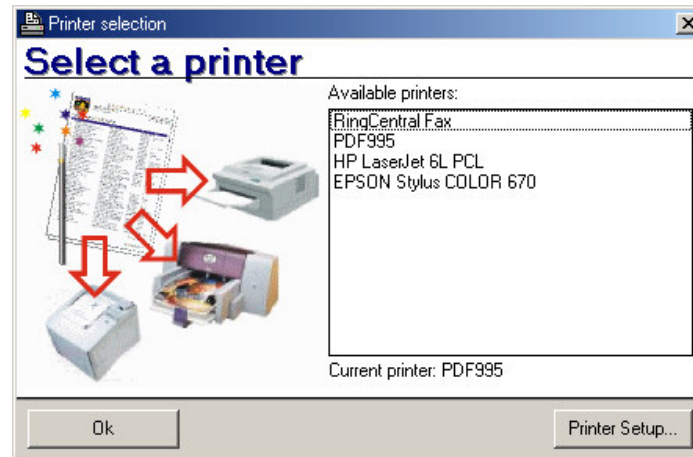 Printer selection
Select a printer
Available printers:
RingCentral Fax
PDF995
HP LaserJet 6L PCL
EPSON Stylus COLOR 670
Current printer: PDF995
Ok
Printer Setup...